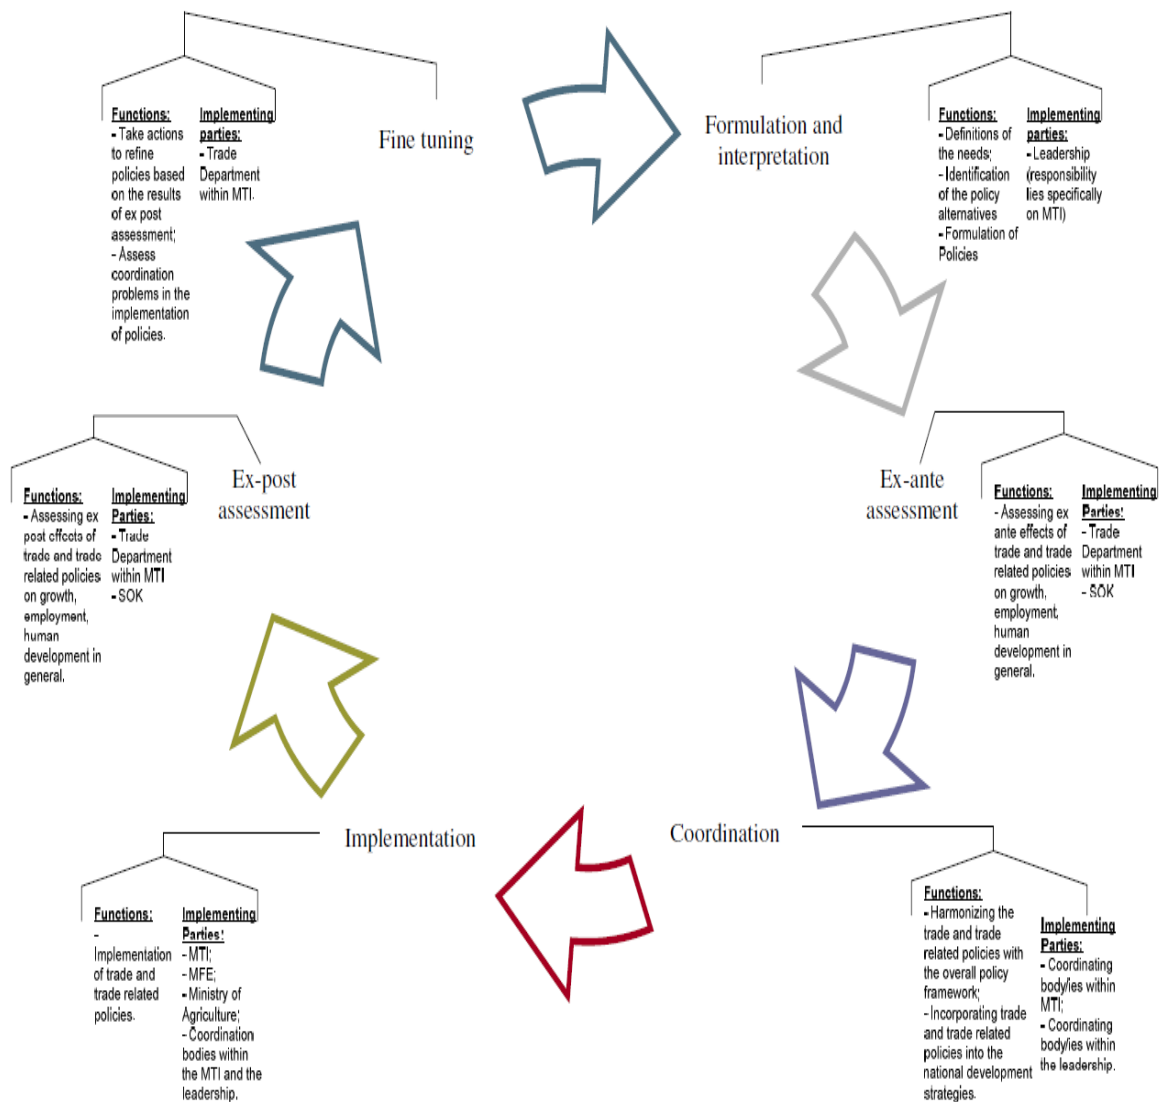 Functions:
- Take actions
to refine
policies based
on the results
of ex post
assessment;
- Assess
coordination
problems in the
implementation
of policies.
Implementing
parties:
- Trade
Department
within MTI.
Fine tuning
Formulation and
interpretation
Functions:
- Definitions of
the needs;
- Identification
of the policy
alternatives
- Formulation of
Policies
Implementing
parties:
- Leadership
(responsibility
lies specifically
on MTI)
Functions:
- Assessing ex
post effects of
trade and trade
related policies
on growth,
employment,
human
development in
general.
Implementing
Parties:
- Trade
Department
within MTI
- SOK
Ex-post
assessment
Ex-ante
assessment
Functions:
- Assessing ex
ante effects of
trade and trade
related policies
on growth,
employment,
human
development in
general.
Implementing
Parties:
- Trade
Department
within MTI
- SOK
Implementation
Coordination
Functions:
-
Implementation
of trade and
trade related
policies.
Implementing
Parties:
- MTI;
- MFE;
- Ministry of
Agriculture;
- Coordination
bodies within
the MTI and the
leadership.
Functions:
- Harmonizing the
trade and trade
related policies with
the overall policy
framework;
- Incorporating trade
and trade related
policies into the
national development
strategies.
Implementing
Parties:
- Coordinating
body/ies within
MTI;
- Coordinating
body/ies within
the leadership.